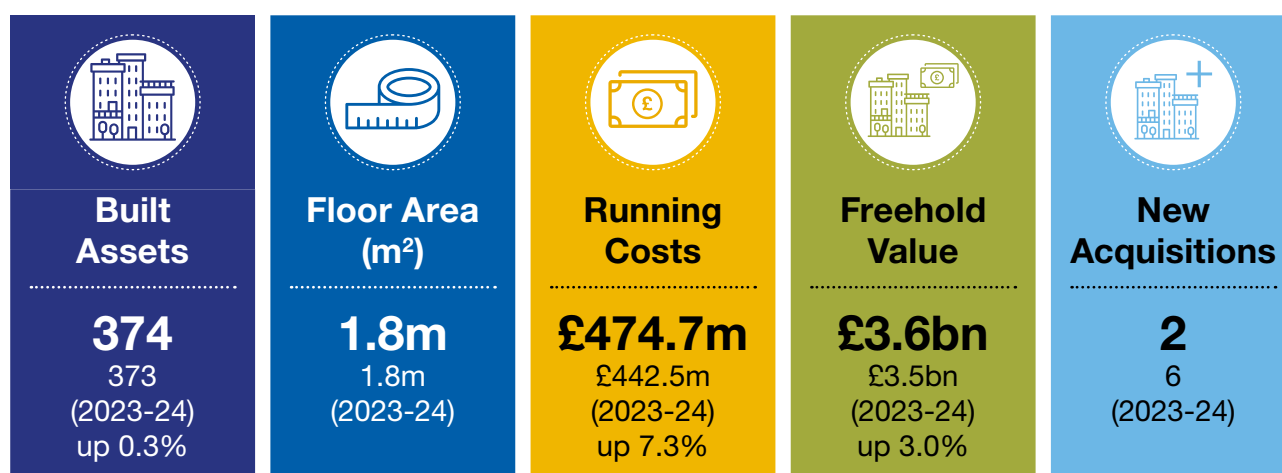 Built
Assets
374
373
(2023-24)
up 0.3%
Floor Area
(m²)
1.8m
1.8m
(2023-24)
£
Running
Costs
£474.7m
£442.5m
(2023-24)
up 7.3%
£
Freehold
Value
£3.6bn
£3.5bn
(2023-24)
up 3.0%
New
Acquisitions
2
6
(2023-24)